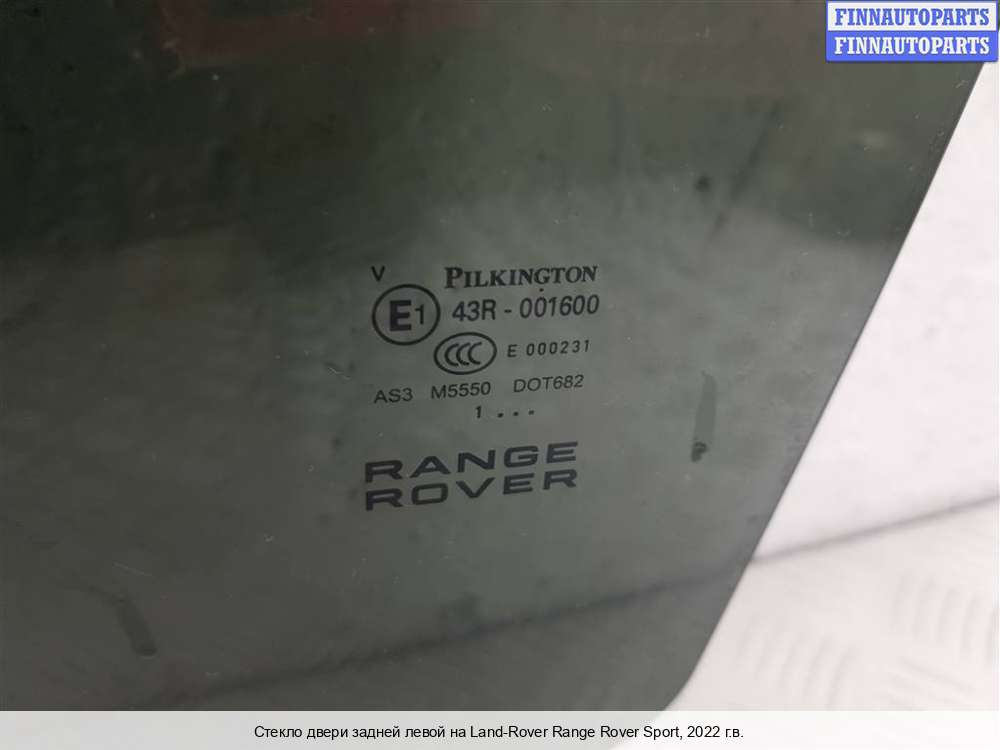 FINNAUTOPARTS
FINNAUTOPARTS
V PILKINGTON
E1 43R - 001600
CCC E 000231
AS3 M5550 DOT682
1 . . .
RANGE
ROVER
Стекло двери задней левой на Land-Rover Range Rover Sport, 2022 г.в.